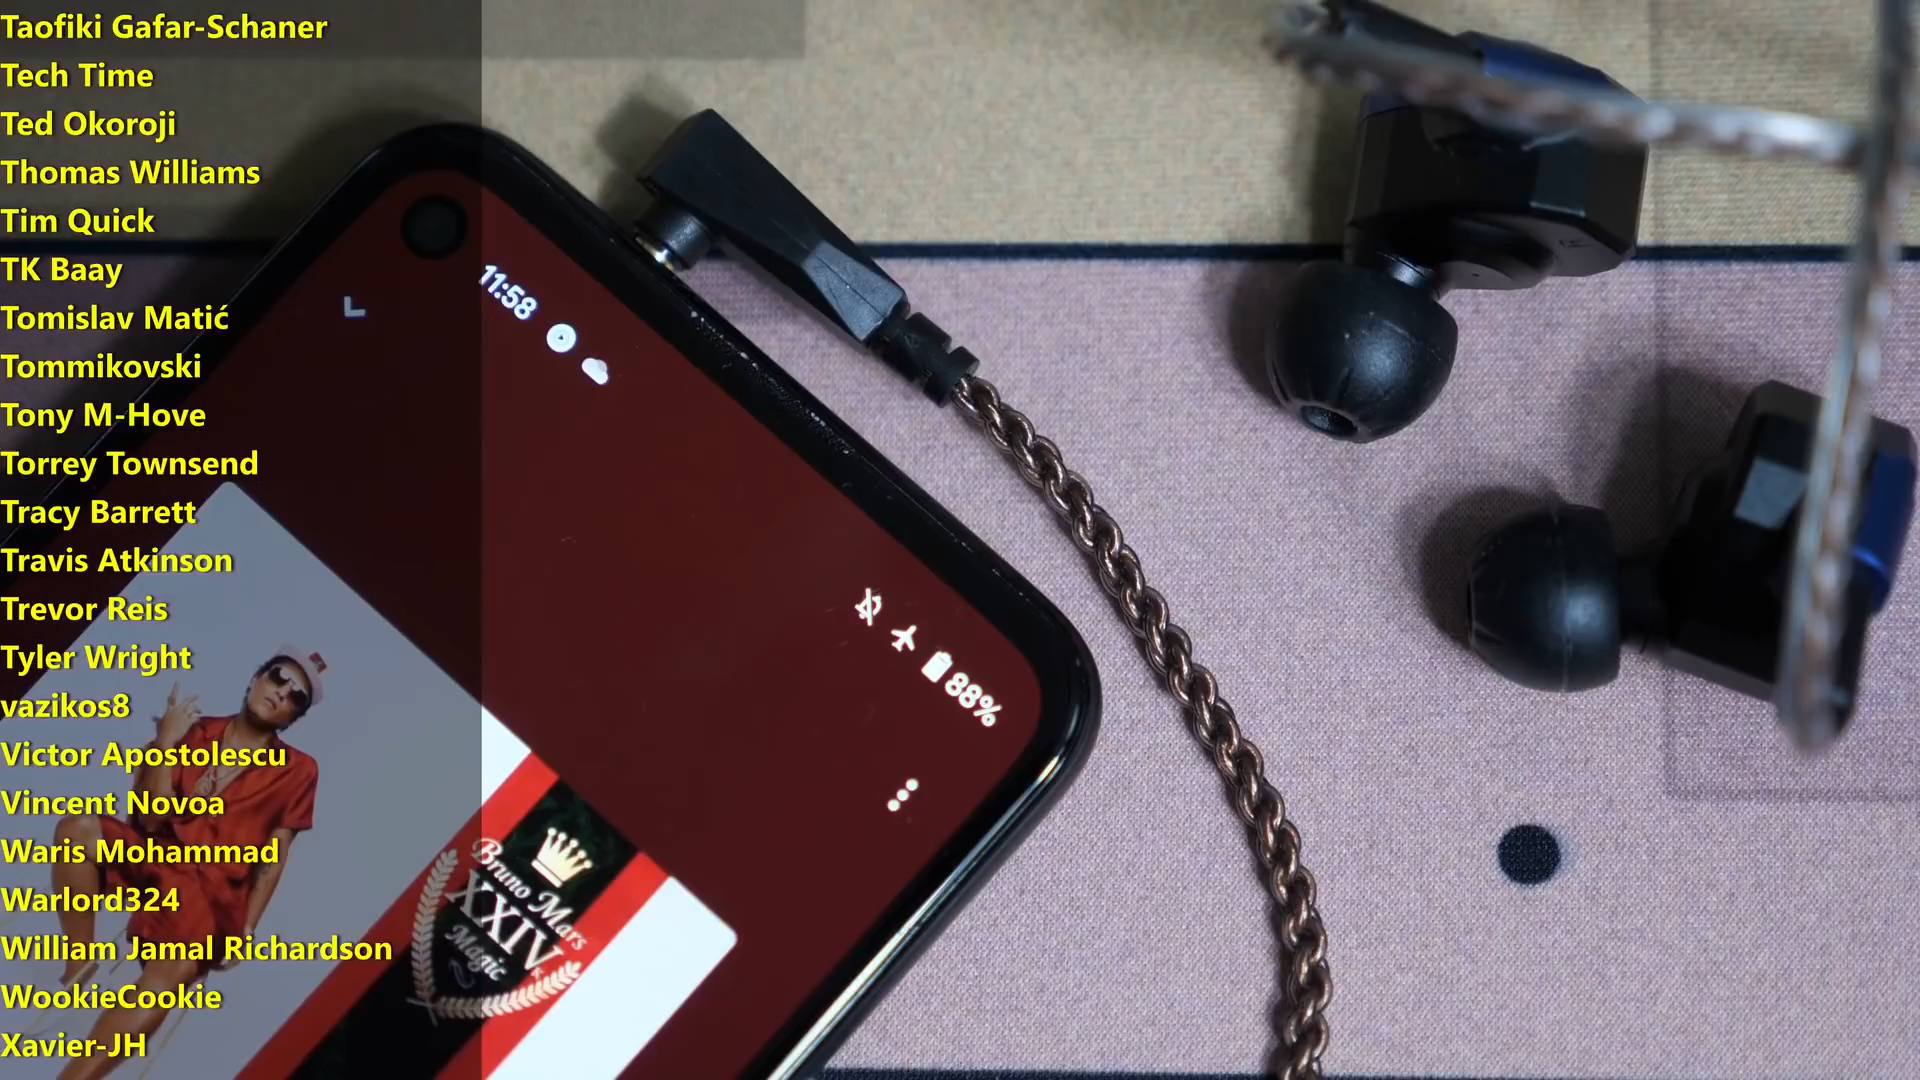 Taofiki Gafar-Schaner
Tech Time
Ted Okoroji
Thomas Williams
Tim Quick
TK Baay
Tomislav Matić
Tommikovski
Tony M-Hove
Torrey Townsend
Tracy Barrett
Travis Atkinson
Trevor Reis
Tyler Wright
vazikos8
Victor Apostolescu
Vincent Novoa
Waris Mohammad
Warlord324
William Jamal Richardson
WookieCookie
Xavier-JH
11:58
88%
Bruno Mars
XXIVK
Magic